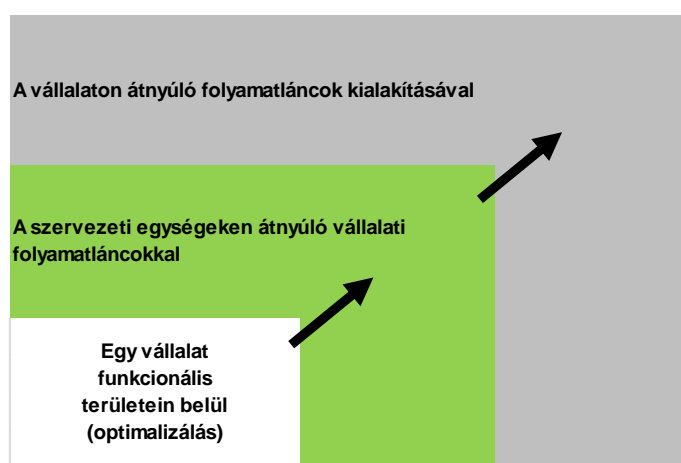 A vállalaton átnyúló folyamatláncok kialakításával
A szervezeti egységeken átnyúló vállalati
folyamatláncokkal
Egy vállalat
funkcionális
területein belül
(optimalizálás)